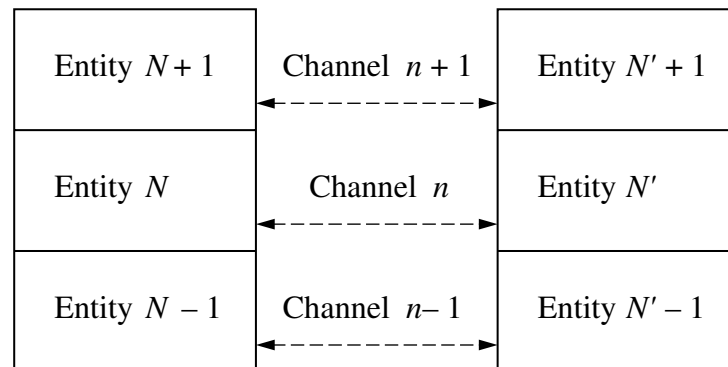 Entity N + 1 Channel n + 1 Entity N′ + 1
Entity N Channel n Entity N′
Entity N – 1 Channel n– 1 Entity N′ – 1